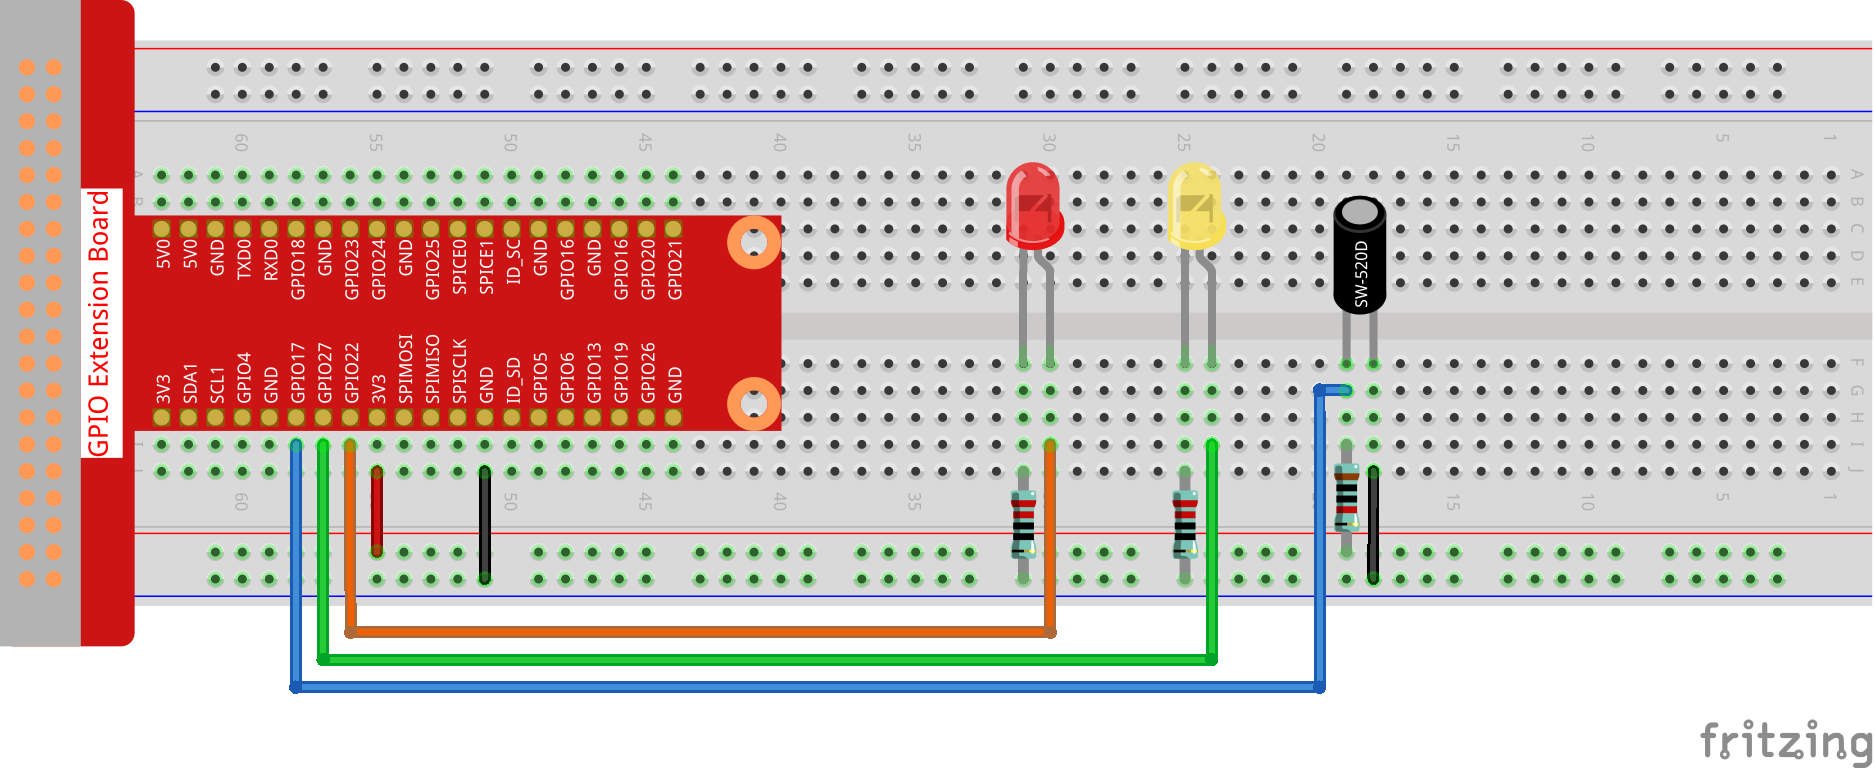 60 55 50 45 40 35 30 25 20 15 10 5 1
A A
B B
C
D
E
GPIO Extension Board
5V0 5V0 GND TXD0 RXD0 GPIO18 GND GPIO23 GPIO24 GND GPIO25 SPICE0 SPICE1 ID_SC GND GPIO16 GND GPIO16 GPIO20 GPIO21
SW-520D
3V3 SDA1 SCL1 GPIO4 GND GPIO17 GPIO27 GPIO22 3V3 SPIMOSI SPIMISO SPISCLK GND ID_SD GPIO5 GPIO6 GPIO13 GPIO19 GPIO26 GND
F
G
H
I I
J J
60 50 45 40 35 15 10 5 1
fritzing